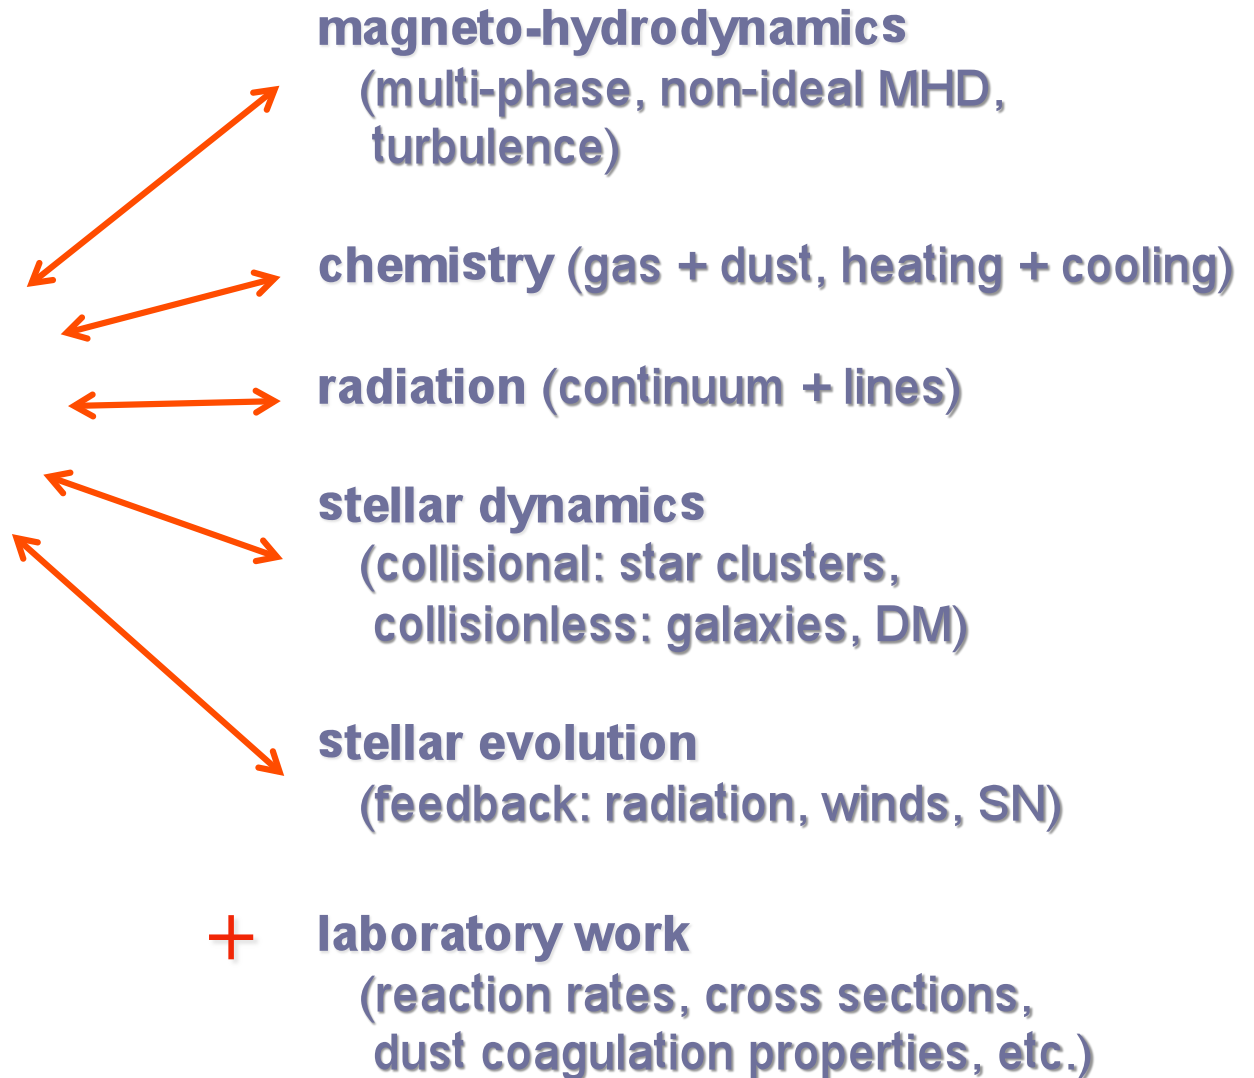 magneto-hydrodynamics
(multi-phase, non-ideal MHD,
turbulence)
chemistry (gas + dust, heating + cooling)
radiation (continuum + lines)
stellar dynamics
(collisional: star clusters,
collisionless: galaxies, DM)
stellar evolution
(feedback: radiation, winds, SN)
+ laboratory work
(reaction rates, cross sections,
dust coagulation properties, etc.)